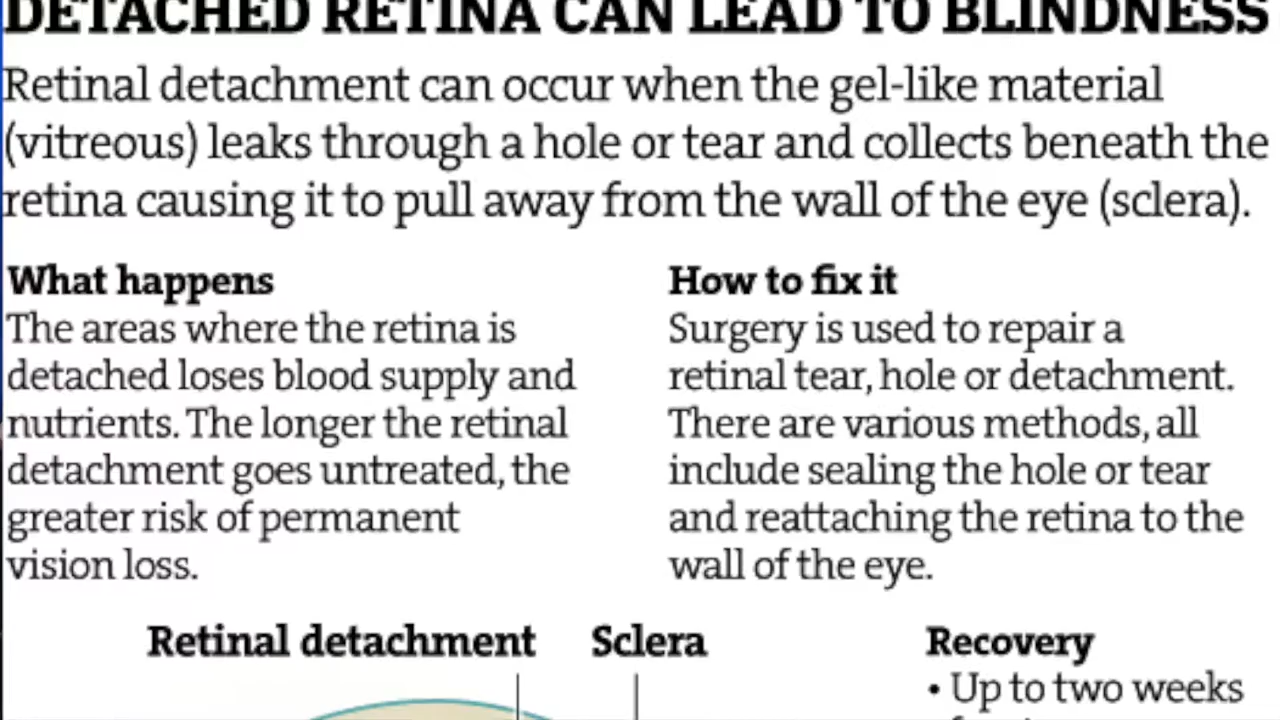 DETACHED RETINA CAN LEAD TO BLINDNESS
Retinal detachment can occur when the gel-like material
(vitreous) leaks through a hole or tear and collects beneath the
retina causing it to pull away from the wall of the eye (sclera).
What happens
The areas where the retina is
detached loses blood supply and
nutrients. The longer the retinal
detachment goes untreated, the
greater risk of permanent
vision loss.
How to fix it
Surgery is used to repair a
retinal tear, hole or detachment.
There are various methods, all
include sealing the hole or tear
and reattaching the retina to the
wall of the eye.
Retinal detachment
Sclera
Recovery
• Up to two weeks